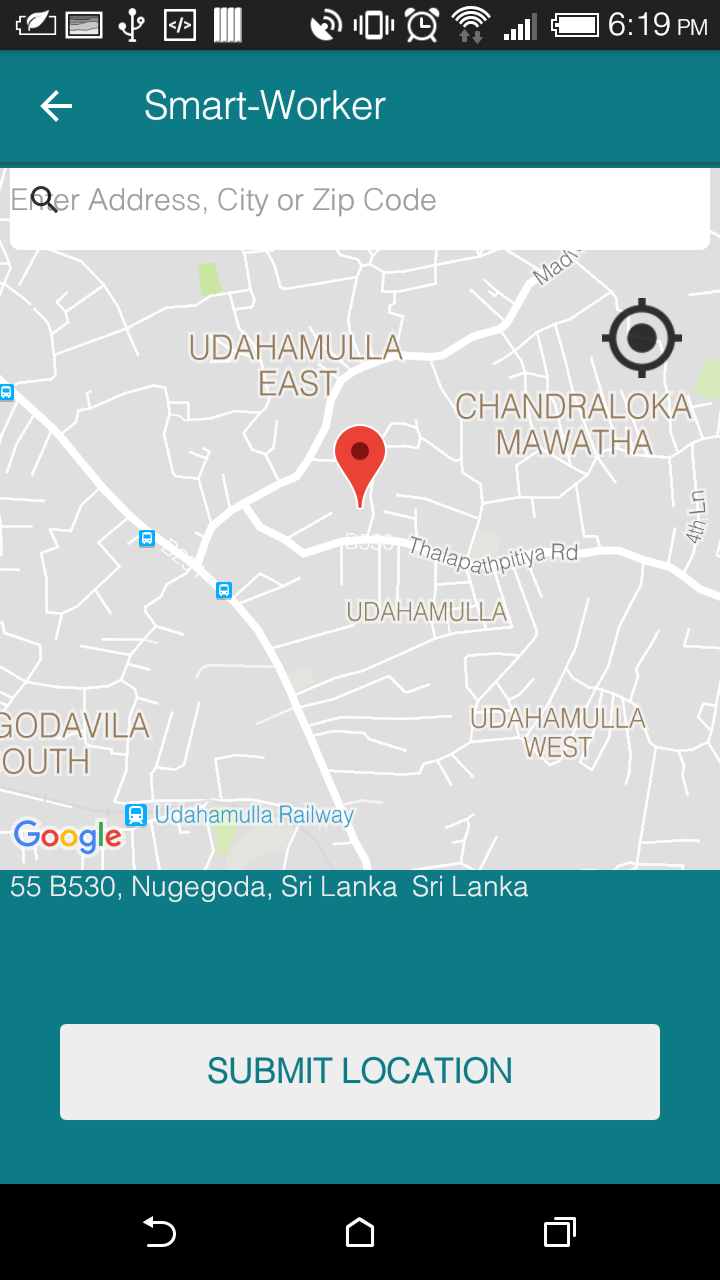 6:19 PM
Smart-Worker
Enter Address, City or Zip Code
UDAHAMULLA
EAST
CHANDRALOKA
MAWATHA
4th Ln
Thalapathpitiya Rd
UDAHAMULLA
GODAVILA
OUTH
UDAHAMULLA
WEST
Udahamulla Railway
Google
55 B530, Nugegoda, Sri Lanka  Sri Lanka
SUBMIT LOCATION